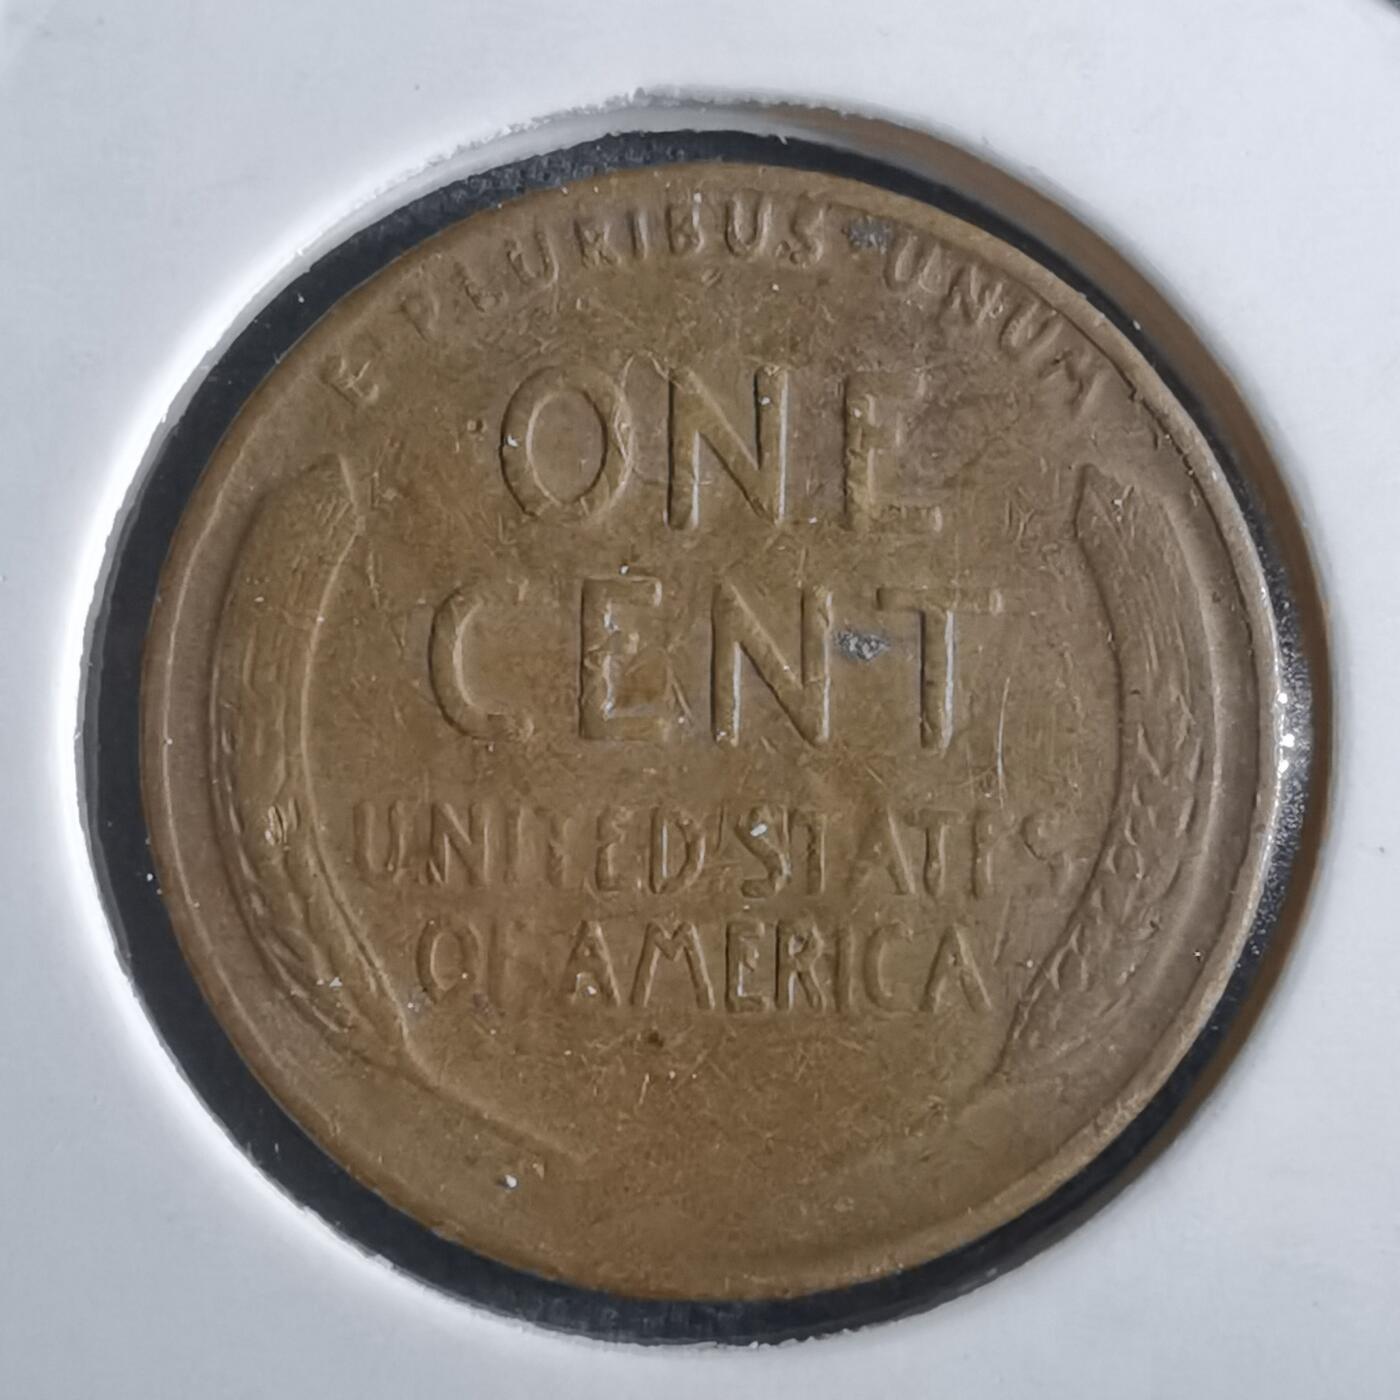 E PLURIBUS UNUM
ONE
CENT
UNITED STATES
OF AMERICA